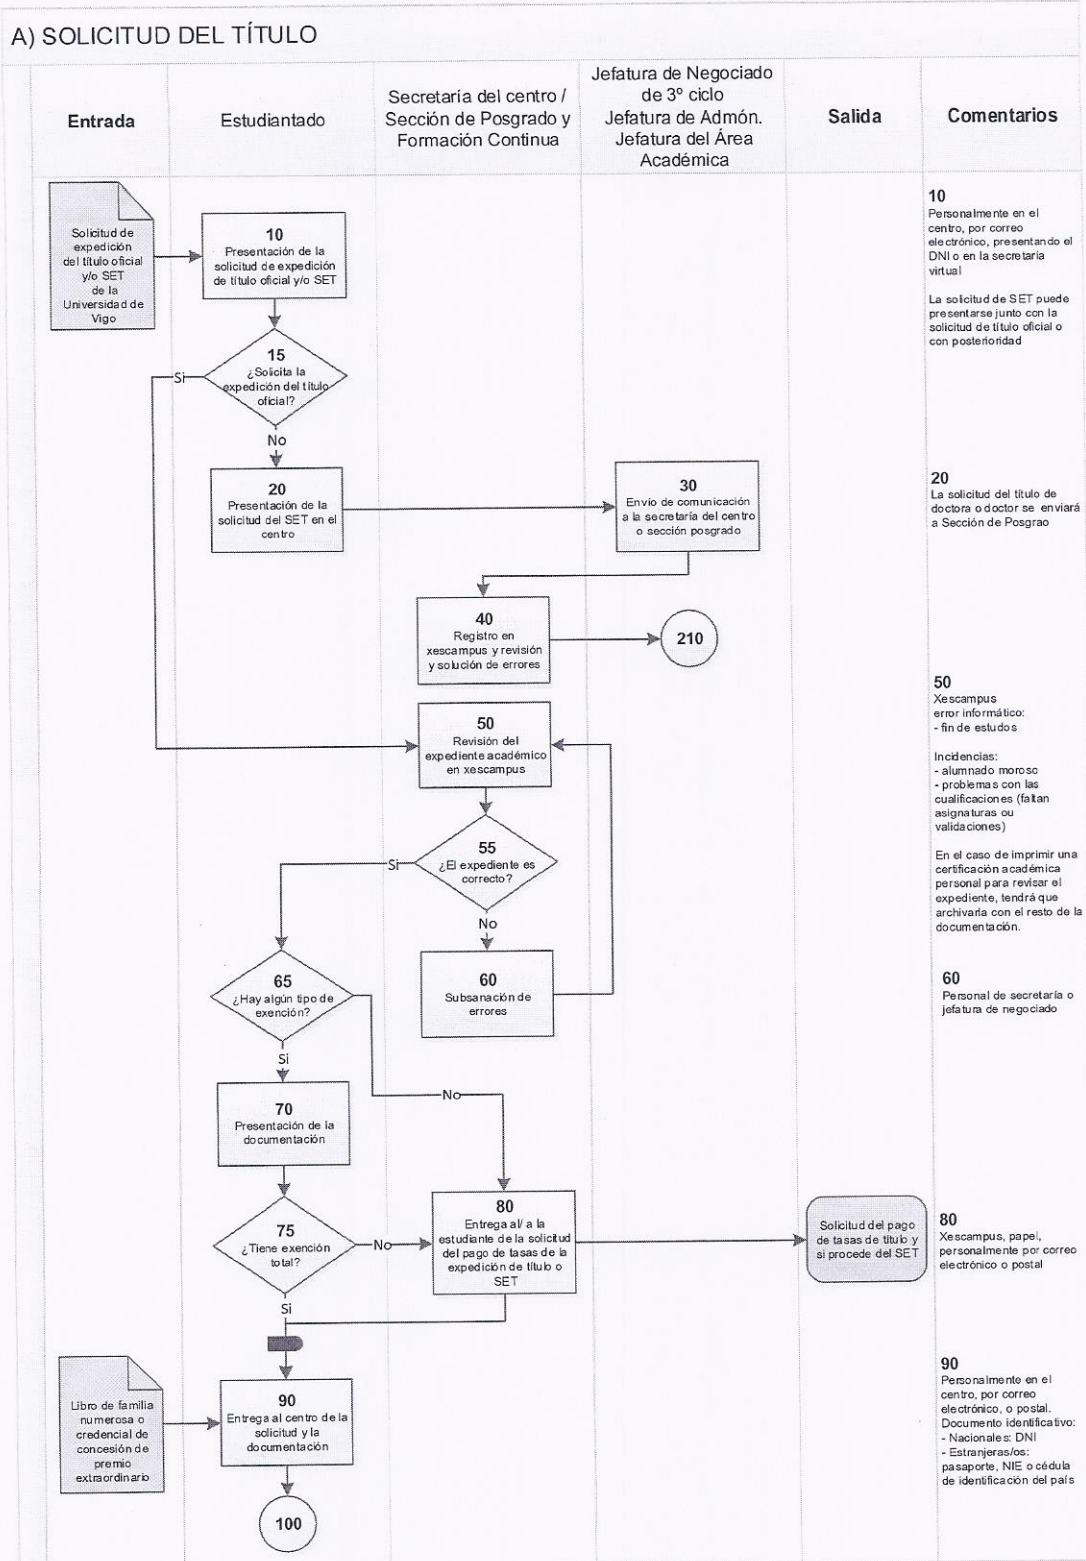 A) SOLICITUD DEL TÍTULO
Entrada
Estudiantado
Secretaría del centro /
Sección de Posgrado y
Formación Continua
Jefatura de Negociado
de 3º ciclo
Jefatura de Admón.
Jefatura del Área
Académica
Salida
Comentarios
Solicitud de
expedición
del título oficial
y/o SET
de la
Universidad de
Vigo
10
Presentación de la
solicitud de expedición
de título oficial y/o SET
10
Personalmente en el
centro, por correo
electrónico, presentando el
DNI o en la secretaría
virtual
La solicitud de SET puede
presentarse junto con la
solicitud de título oficial o
con posterioridad
15
¿Solicita la
expedición del título
oficial?
Si
No
20
Presentación de la
solicitud del SET en el
centro
30
Envío de comunicación
a la secretaría del centro
o sección posgrado
20
La solicitud del título de
doctora o doctor se enviará
a Sección de Posgrao
40
Registro en
xescampus y revisión
y solución de errores
210
50
Revisión del
expediente académico
en xescampus
50
Xescampus
error informático:
- fin de estudios
Incidencias:
- alumnado moroso
- problemas con las
cualificaciones (faltan
asignaturas ou
validaciones)
En el caso de imprimir una
certificación académica
personal para revisar el
expediente, tendrá que
archivarla con el resto de la
documentación.
55
¿El expediente es
correcto?
Si
No
65
¿Hay algún tipo de
exención?
60
Subsanación de
errores
60
Personal de secretaría o
jefatura de negociado
Si
No
70
Presentación de la
documentación
75
¿Tiene exención
total?
No
Si
80
Entrega al/ a la
estudiante de la solicitud
del pago de tasas de la
expedición de título o
SET
Solicitud del pago
de tasas de título y
si procede del SET
80
Xescampus, papel,
personalmente por correo
electrónico o postal
Libro de familia
numerosa o
credencial de
concesión de
premio
extraordinario
90
Entrega al centro de la
solicitud y la
documentación
90
Personalmente en el
centro, por correo
electrónico, o postal.
Documento identificativo:
- Nacionales: DNI
- Estranjeras/os:
pasaporte, NIE o cédula
de identificación del país
100